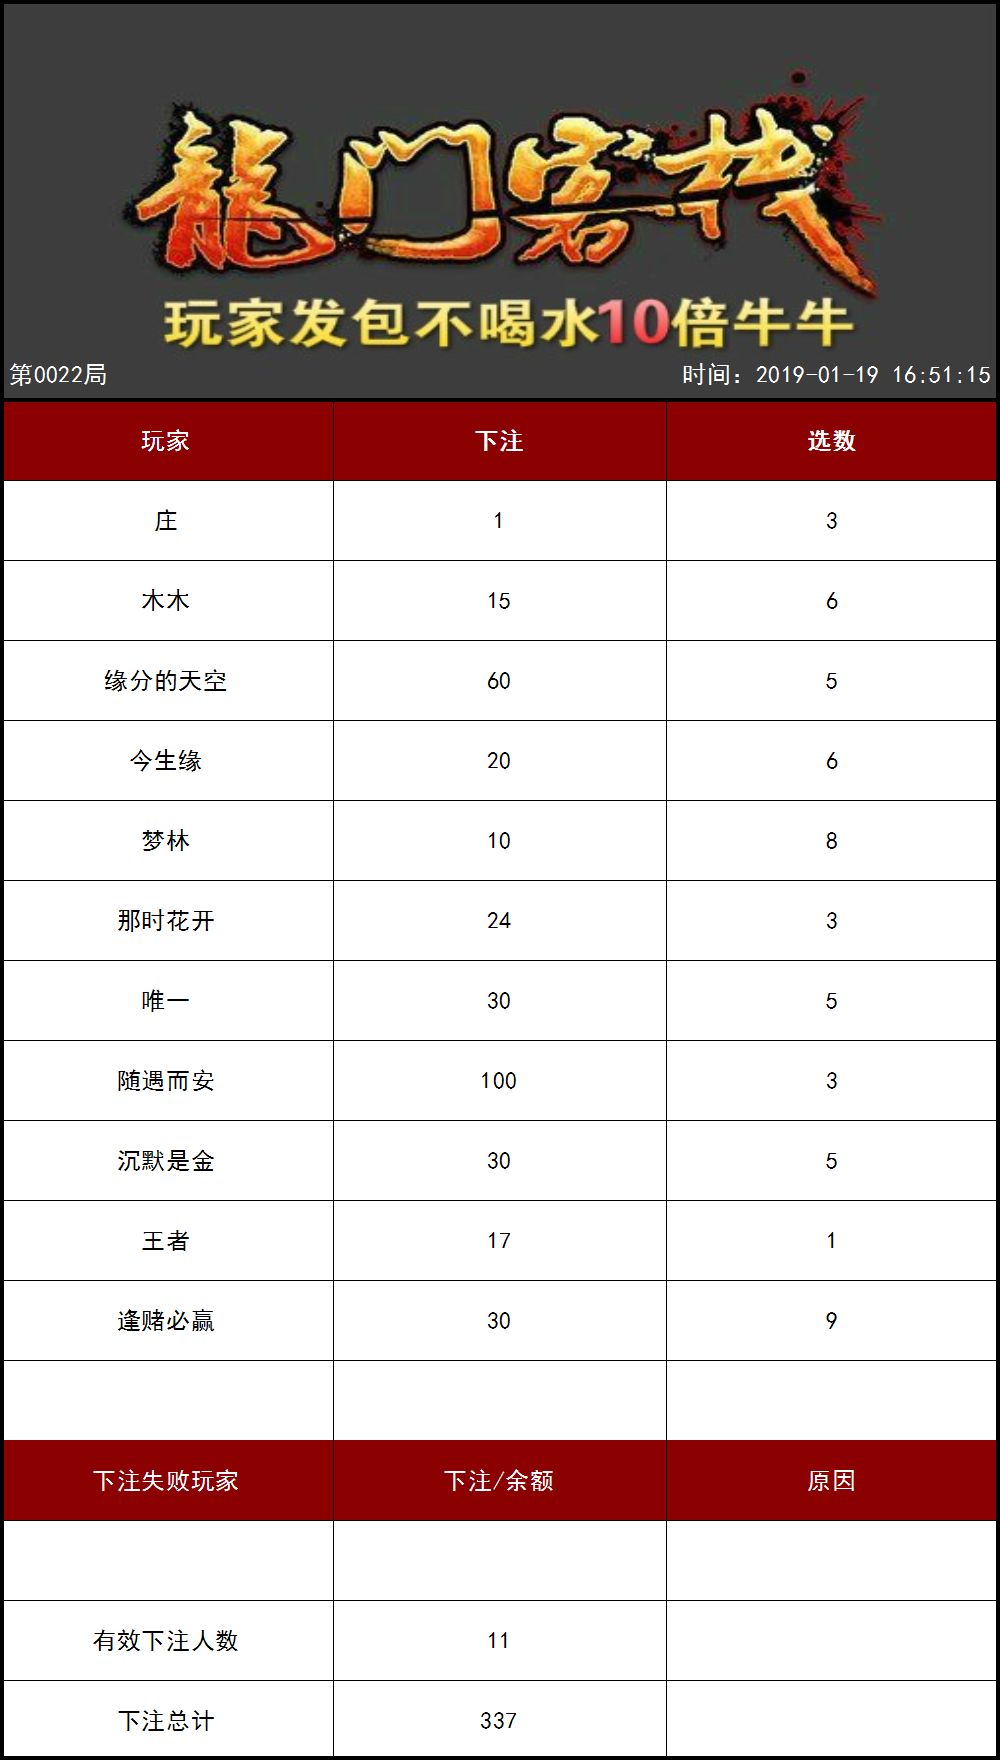 龍门客栈
玩家发包不喝水10倍牛牛
第0022局 时间：2019-01-19 16:51:15
玩家 下注 选数
庄 1 3
木木 15 6
缘分的天空 60 5
今生缘 20 6
梦林 10 8
那时花开 24 3
唯一 30 5
随遇而安 100 3
沉默是金 30 5
王者 17 1
逢赌必赢 30 9
下注失败玩家 下注/余额 原因
有效下注人数 11
下注总计 337